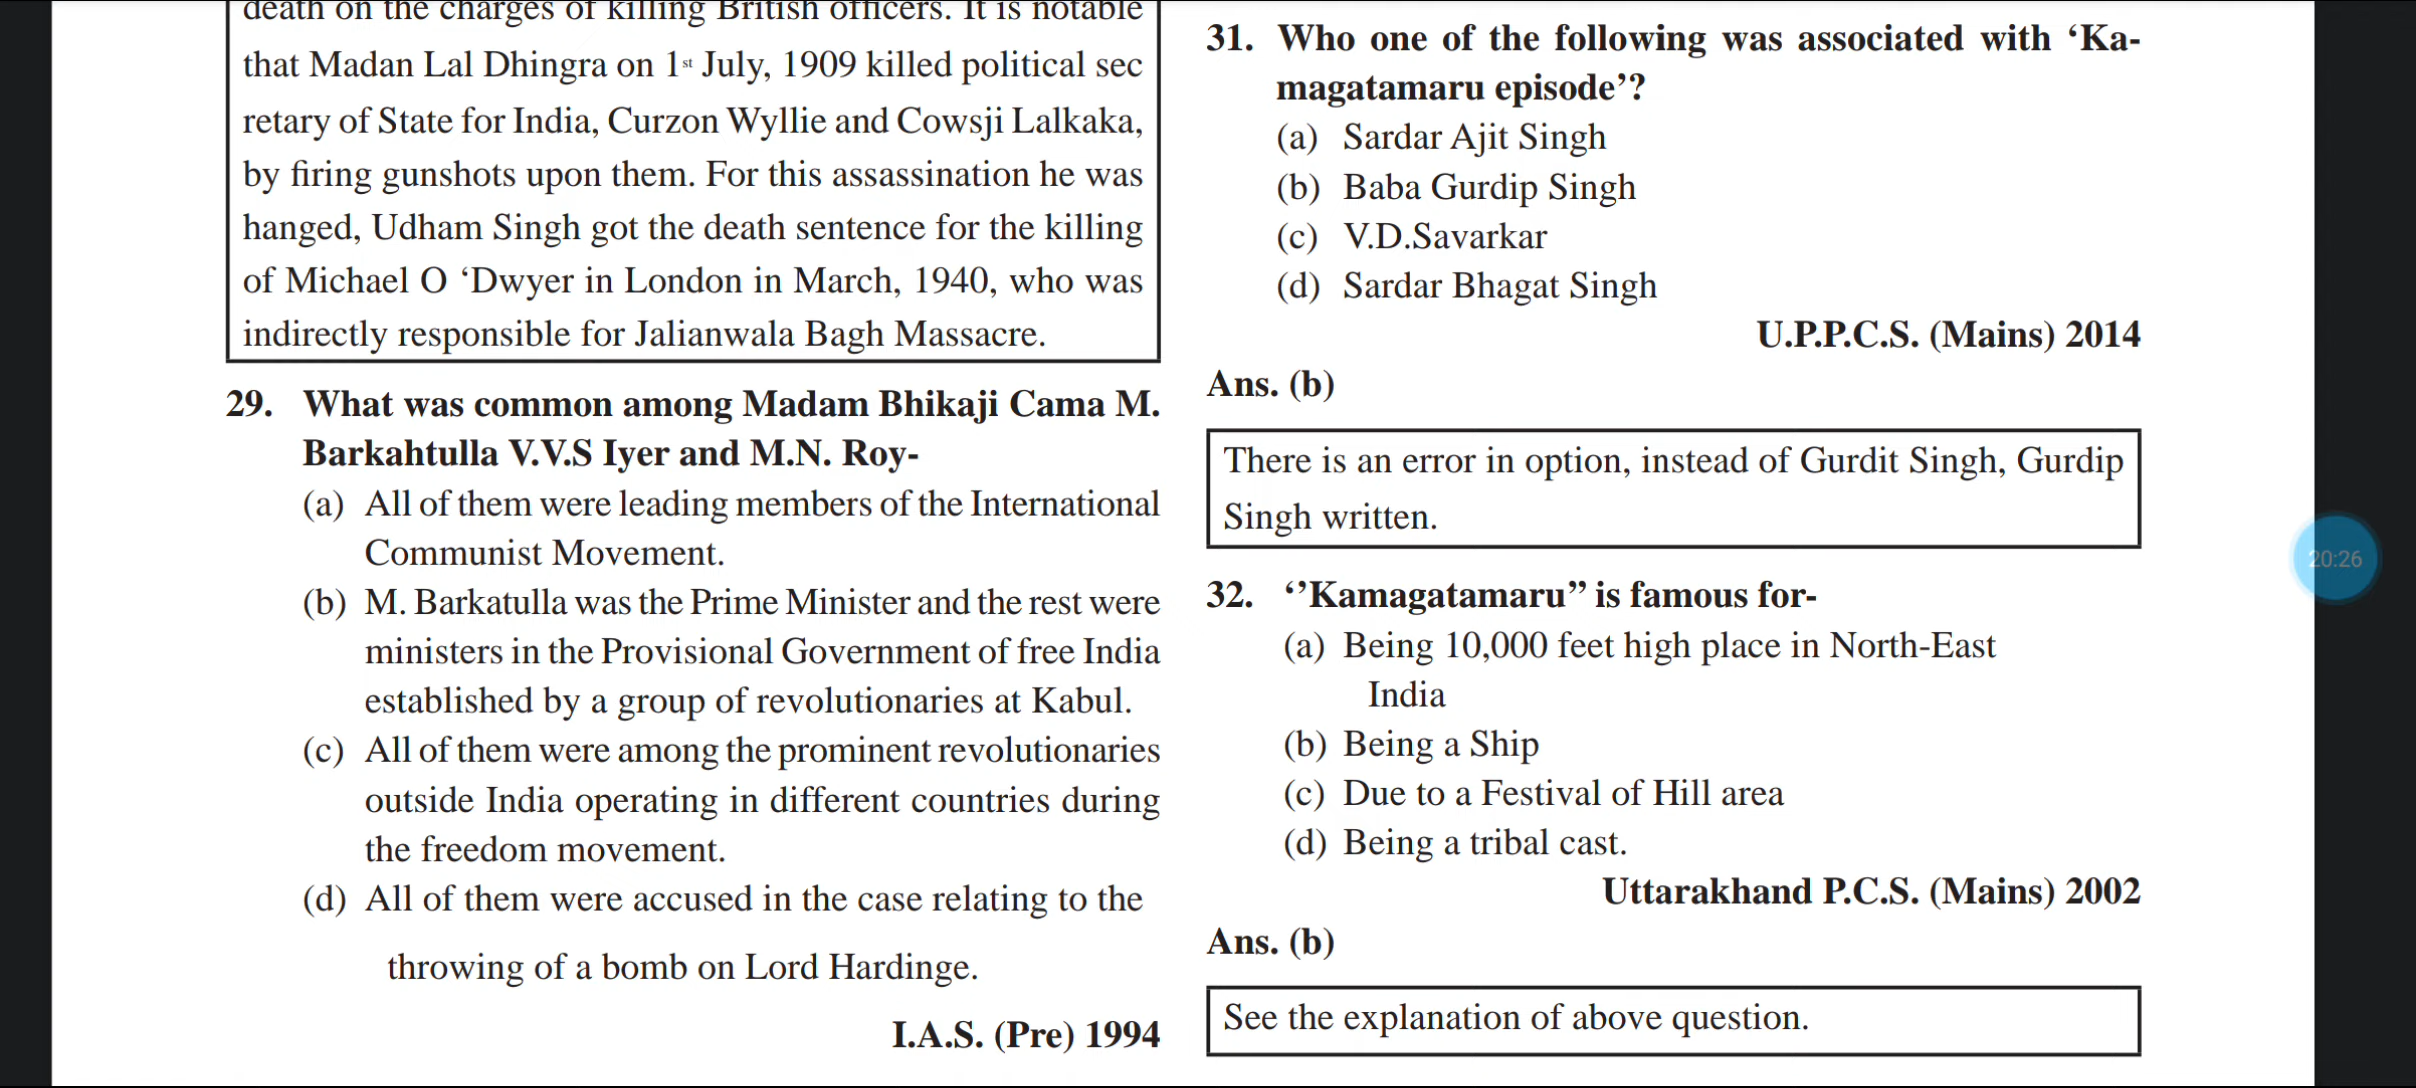 death on the charges of killing British officers. It is notable
that Madan Lal Dhingra on 1st July, 1909 killed political sec
retary of State for India, Curzon Wyllie and Cowsji Lalkaka,
by firing gunshots upon them. For this assassination he was
hanged, Udham Singh got the death sentence for the killing
of Michael O ‘Dwyer in London in March, 1940, who was
indirectly responsible for Jalianwala Bagh Massacre.
29. What was common among Madam Bhikaji Cama M.
Barkahtulla V.V.S Iyer and M.N. Roy-
(a) All of them were leading members of the International
Communist Movement.
(b) M. Barkatulla was the Prime Minister and the rest were
ministers in the Provisional Government of free India
established by a group of revolutionaries at Kabul.
(c) All of them were among the prominent revolutionaries
outside India operating in different countries during
the freedom movement.
(d) All of them were accused in the case relating to the
throwing of a bomb on Lord Hardinge.
I.A.S. (Pre) 1994
31. Who one of the following was associated with ‘Ka-
magatamaru episode’?
(a) Sardar Ajit Singh
(b) Baba Gurdip Singh
(c) V.D.Savarkar
(d) Sardar Bhagat Singh
U.P.P.C.S. (Mains) 2014
Ans. (b)
There is an error in option, instead of Gurdit Singh, Gurdip
Singh written.
32. ‘’Kamagatamaru” is famous for-
(a) Being 10,000 feet high place in North-East
India
(b) Being a Ship
(c) Due to a Festival of Hill area
(d) Being a tribal cast.
Uttarakhand P.C.S. (Mains) 2002
Ans. (b)
See the explanation of above question.
20:26